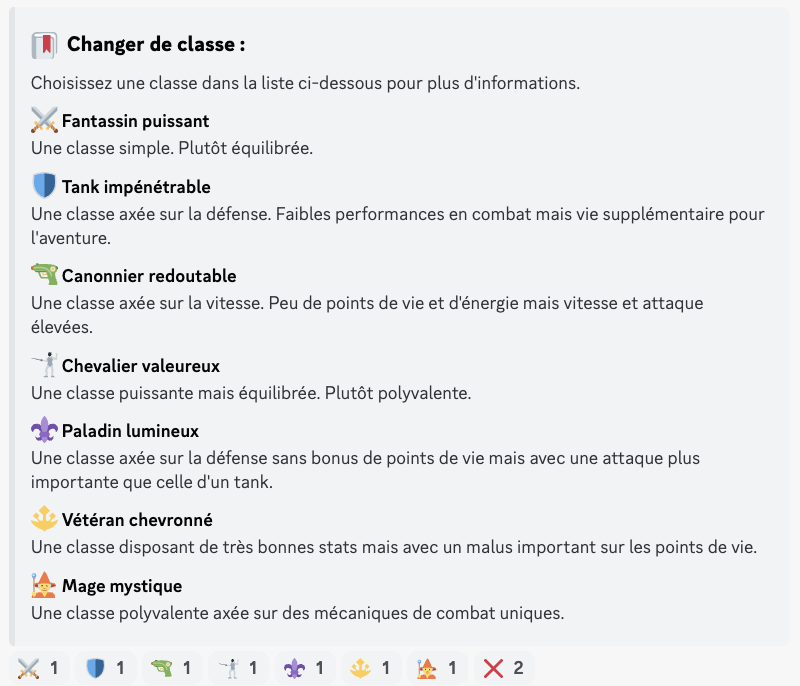 Changer de classe :
Choisissez une classe dans la liste ci-dessous pour plus d'informations.
Fantassin puissant
Une classe simple. Plutôt équilibrée.
Tank impénétrable
Une classe axée sur la défense. Faibles performances en combat mais vie supplémentaire pour
l'aventure.
Canonnier redoutable
Une classe axée sur la vitesse. Peu de points de vie et d'énergie mais vitesse et attaque
élevées.
Chevalier valeureux
Une classe puissante mais équilibrée. Plutôt polyvalente.
Paladin lumineux
Une classe axée sur la défense sans bonus de points de vie mais avec une attaque plus
importante que celle d'un tank.
Vétéran chevronné
Une classe disposant de très bonnes stats mais avec un malus important sur les points de vie.
Mage mystique
Une classe polyvalente axée sur des mécaniques de combat uniques.
1 1 1 1 1 1 1 2